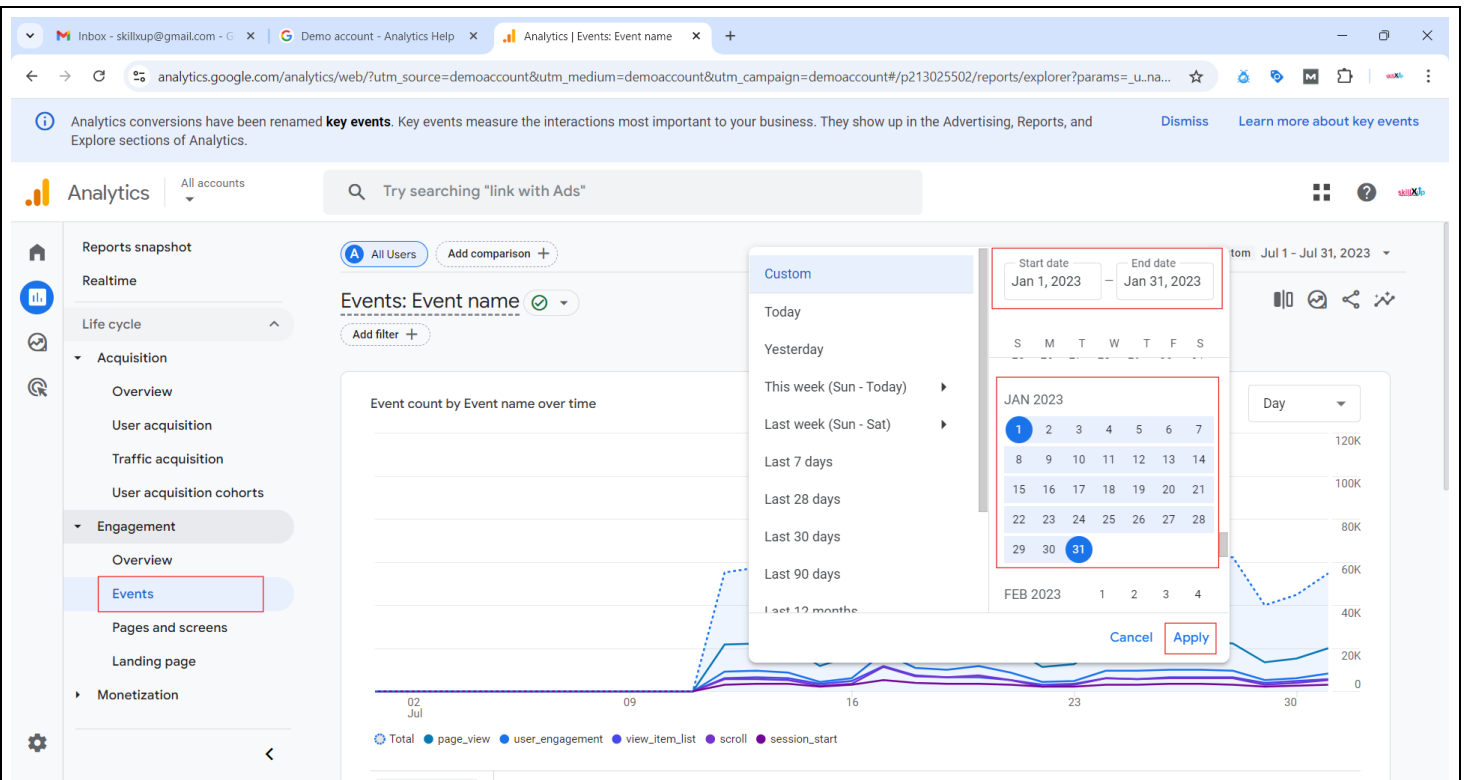 Inbox - skillxup@gmail.com - G
Demo account - Analytics Help
Analytics | Events: Event name
analytics.google.com/analytics/web/?utm_source=demoaccount&utm_medium=demoaccount&utm_campaign=demoaccount#/p213025502/reports/explorer?params=_u..na...
Analytics conversions have been renamed key events. Key events measure the interactions most important to your business. They show up in the Advertising, Reports, and
Explore sections of Analytics.
Dismiss
Learn more about key events
Analytics
All accounts
Try searching "link with Ads"
skillXUp
Reports snapshot
Realtime
Life cycle
Acquisition
Overview
User acquisition
Traffic acquisition
User acquisition cohorts
Engagement
Overview
Events
Pages and screens
Landing page
Monetization
A All Users
Add comparison +
tom Jul 1 - Jul 31, 2023
Events: Event name
Add filter +
Event count by Event name over time
Day
Custom
Today
Yesterday
This week (Sun - Today)
Last week (Sun - Sat)
Last 7 days
Last 28 days
Last 30 days
Last 90 days
Last 12 months
Start date
Jan 1, 2023
–
End date
Jan 31, 2023
S M T W T F S
JAN 2023
1 2 3 4 5 6 7
8 9 10 11 12 13 14
15 16 17 18 19 20 21
22 23 24 25 26 27 28
29 30 31
FEB 2023 1 2 3 4
Cancel
Apply
120K
100K
80K
60K
40K
20K
0
02
Jul
09
16
23
30
Total page_view user_engagement view_item_list scroll session_start